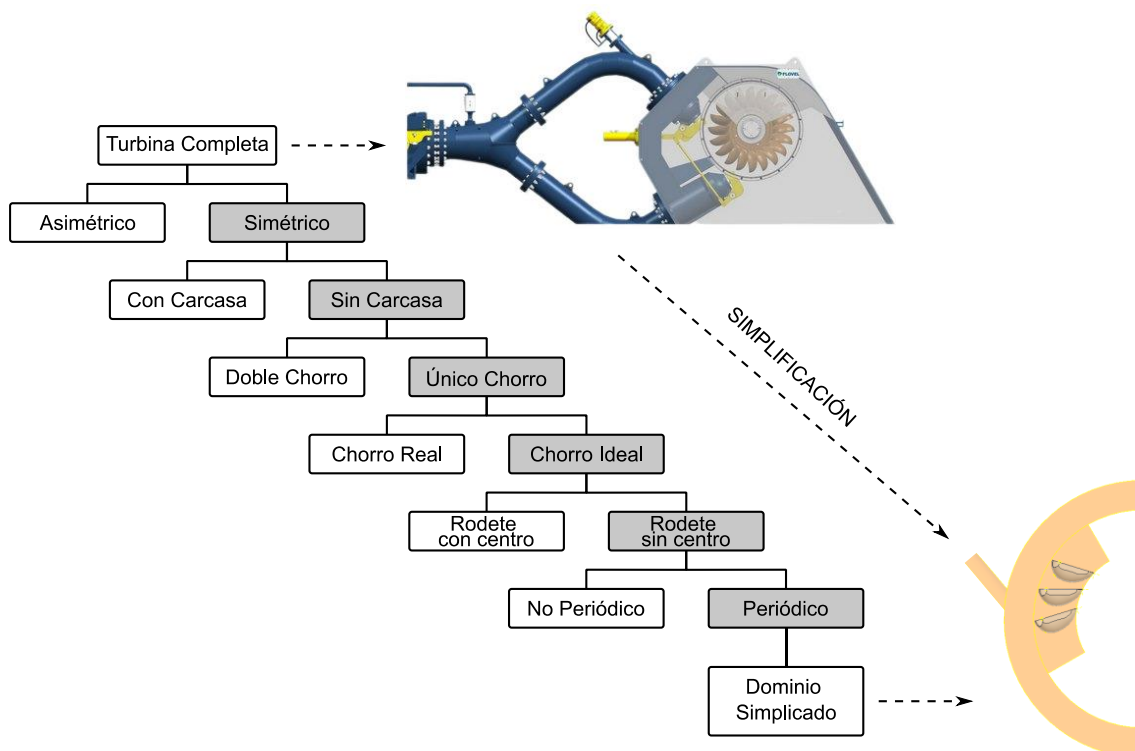 FLOVEL
Turbina Completa
Asimétrico
Simétrico
Con Carcasa
Sin Carcasa
Doble Chorro
Único Chorro
Chorro Real
Chorro Ideal
Rodete
con centro
Rodete
sin centro
No Periódico
Periódico
Dominio
Simplicado
SIMPLIFICACIÓN